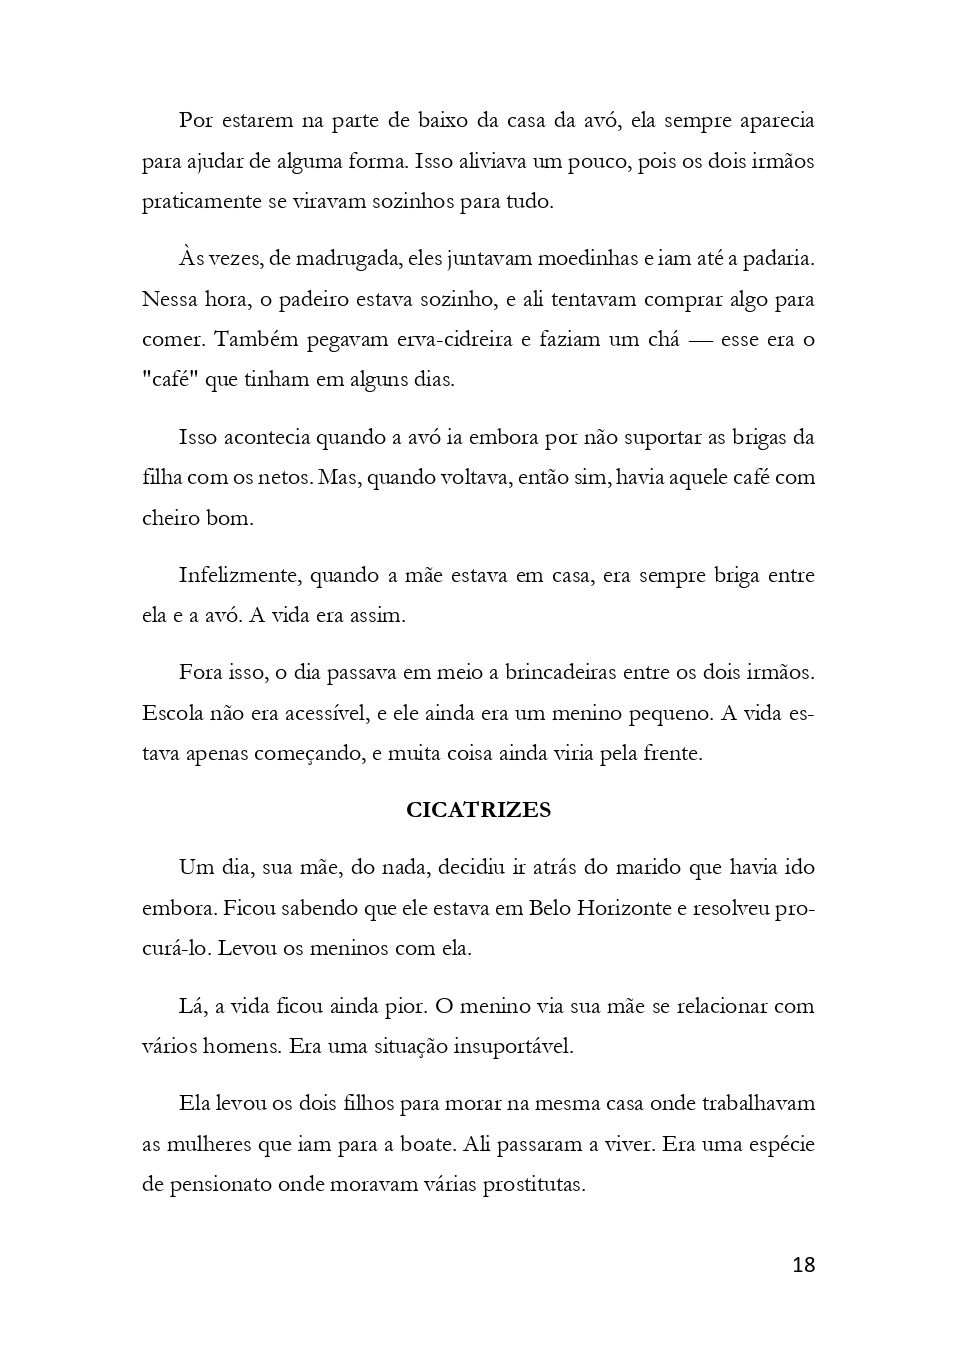 Por estarem na parte de baixo da casa da avó, ela sempre aparecia
para ajudar de alguma forma. Isso aliviava um pouco, pois os dois irmãos
praticamente se viravam sozinhos para tudo.
Às vezes, de madrugada, eles juntavam moedinhas e iam até a padaria.
Nessa hora, o padeiro estava sozinho, e ali tentavam comprar algo para
comer. Também pegavam erva-cidreira e faziam um chá — esse era o
"café" que tinham em alguns dias.
Isso acontecia quando a avó ia embora por não suportar as brigas da
filha com os netos. Mas, quando voltava, então sim, havia aquele café com
cheiro bom.
Infelizmente, quando a mãe estava em casa, era sempre briga entre
ela e a avó. A vida era assim.
Fora isso, o dia passava em meio a brincadeiras entre os dois irmãos.
Escola não era acessível, e ele ainda era um menino pequeno. A vida es-
tava apenas começando, e muita coisa ainda viria pela frente.
CICATRIZES
Um dia, sua mãe, do nada, decidiu ir atrás do marido que havia ido
embora. Ficou sabendo que ele estava em Belo Horizonte e resolveu pro-
curá-lo. Levou os meninos com ela.
Lá, a vida ficou ainda pior. O menino via sua mãe se relacionar com
vários homens. Era uma situação insuportável.
Ela levou os dois filhos para morar na mesma casa onde trabalhavam
as mulheres que iam para a boate. Ali passaram a viver. Era uma espécie
de pensionato onde moravam várias prostitutas.
18